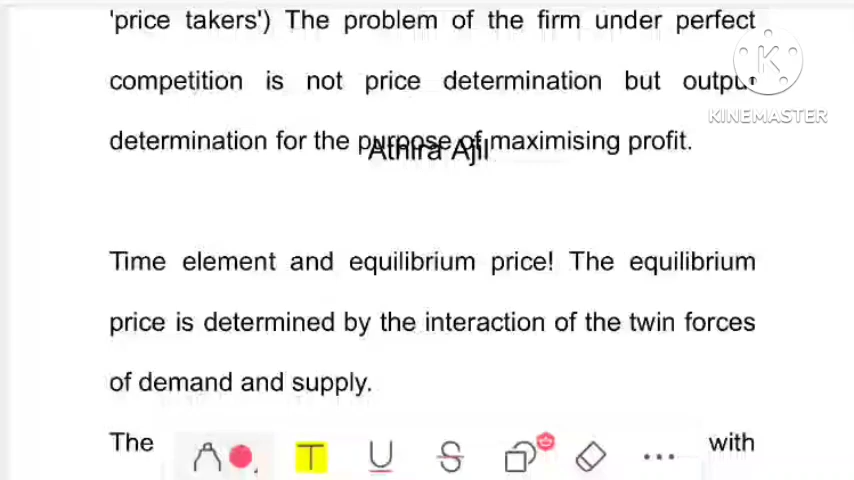 'price takers') The problem of the firm under perfect
competition is not price determination but output
KINEMASTER
determination for the purpose of maximising profit.
Athira Ajil
Time element and equilibrium price! The equilibrium
price is determined by the interaction of the twin forces
of demand and supply.
The with